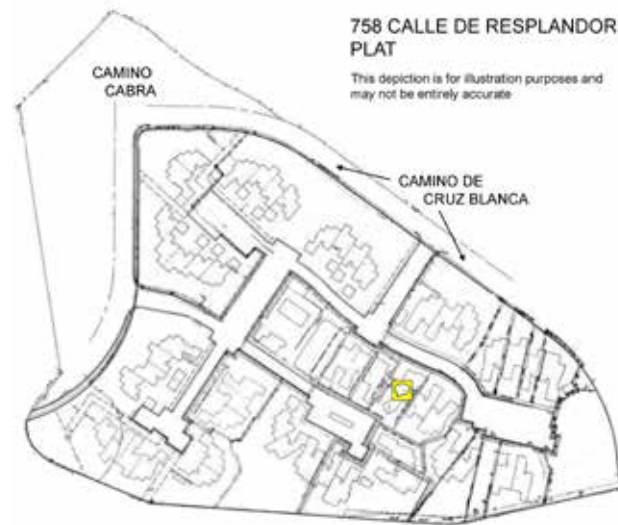 758 CALLE DE RESPLANDOR
PLAT
This depiction is for illustration purposes and
may not be entirely accurate
CAMINO
CABRA
CAMINO DE
CRUZ BLANCA